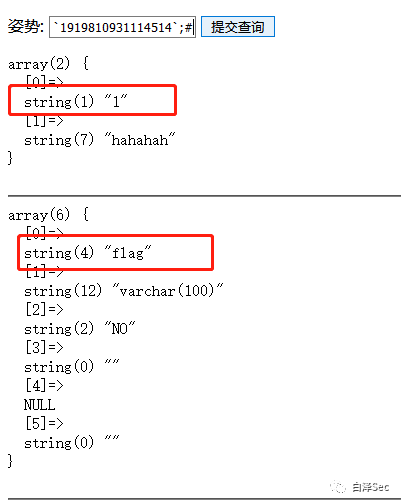 姿势: `1919810931114514`;# 提交查询
array(2) {
[0]=>
string(1) "1"
[1]=>
string(7) "hahahah"
}
array(6) {
[0]=>
string(4) "flag"
[1]=>
string(12) "varchar(100)"
[2]=>
string(2) "NO"
[3]=>
string(0) ""
[4]=>
NULL
[5]=>
string(0) ""
}
白泽Sec